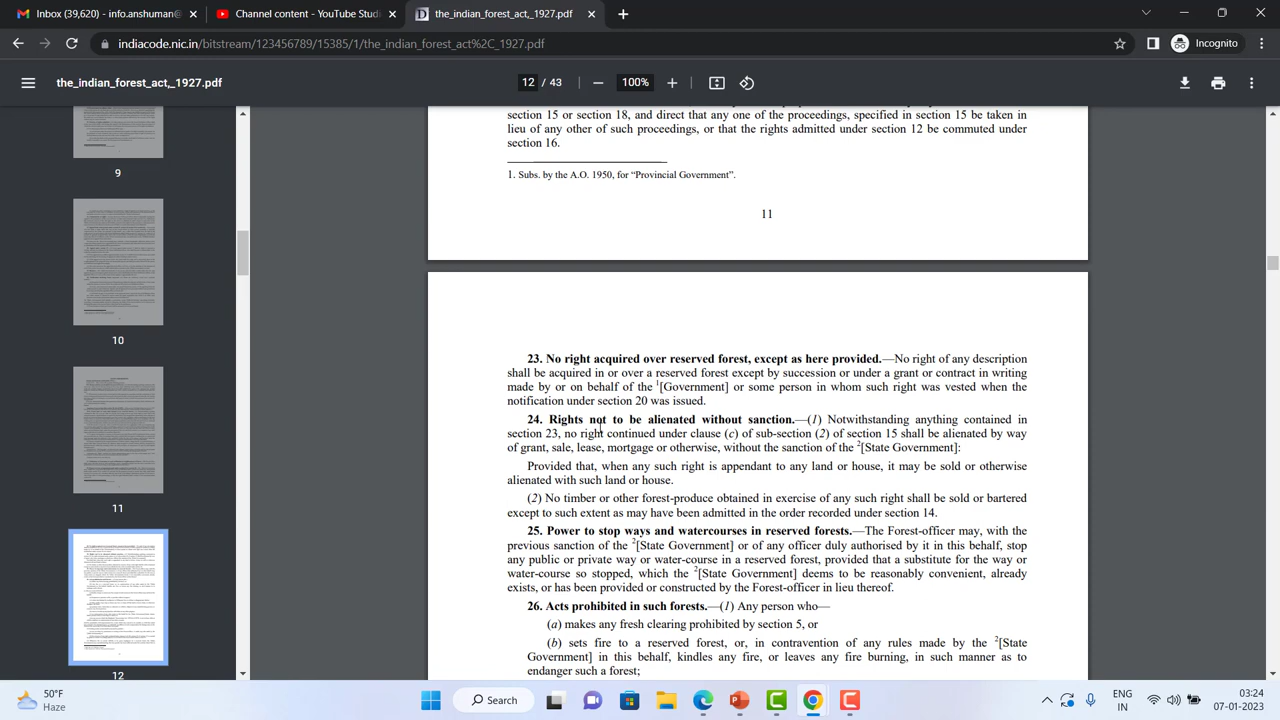 Inbox (39,620) - info.anshuman@
Channel content - YouTube Studi
the_indian_forest_act,_1927.pdf
indiacode.nic.in/bitstream/123456789/15385/1/the_indian_forest_act%2C_1927.pdf
Incognito
the_indian_forest_act,_1927.pdf
12 / 43
100%
9
10
11
12
section 15 or section 18, and direct that any one of the proceedings, specified in section 15 be taken in
lieu of any other of such proceedings, or that the rights admitted under section 12 be commuted under
section 16.
1. Subs. by the A.O. 1950, for “Provincial Government”.
11
23. No right acquired over reserved forest, except as here provided.—No right of any description
shall be acquired in or over a reserved forest except by succession or under a grant or contract in writing
made by or on behalf of the 1[Government] or some person in whom such right was vested when the
notification under section 20 was issued.
24. Rights not to be alienated without sanction.—(1) Notwithstanding anything contained in
section 23, no right continued under clause (c) of sub-section (2) of section 15 shall be alienated by way
of grant, sale, lease, mortgage or otherwise, without the sanction of the 2[State Government]:
Provided that when any such right is appendant to any land or house, it may be sold or otherwise
alienated with such land or house.
(2) No timber or other forest-produce obtained in exercise of any such right shall be sold or bartered
except to such extent as may have been admitted in the order recorded under section 14.
25. Power to stop ways and watercourses in reserved forests.—The Forest-officer may, with the
previous sanction of the 2[State Government] or of any officer duly authorised by it in this behalf, stop
any public or private way or water-course in a reserved forest, provided that a substitute for the way or
water-course so stopped, which the 2[State Government] deems to be reasonably convenient, already
exists, or has been provided or constructed by the Forest-officer in lieu thereof.
26. Acts prohibited in such forests.—(1) Any person who—
(a) makes any fresh clearing prohibited by section 5, or
(b) sets fire to a reserved forest, or, in contravention of any rules made by the 2[State
Government] in this behalf, kindles any fire, or leaves any fire burning, in such manner as to
endanger such a forest;
50°F
Haze
Search
ENG
IN
03:24
07-01-2023